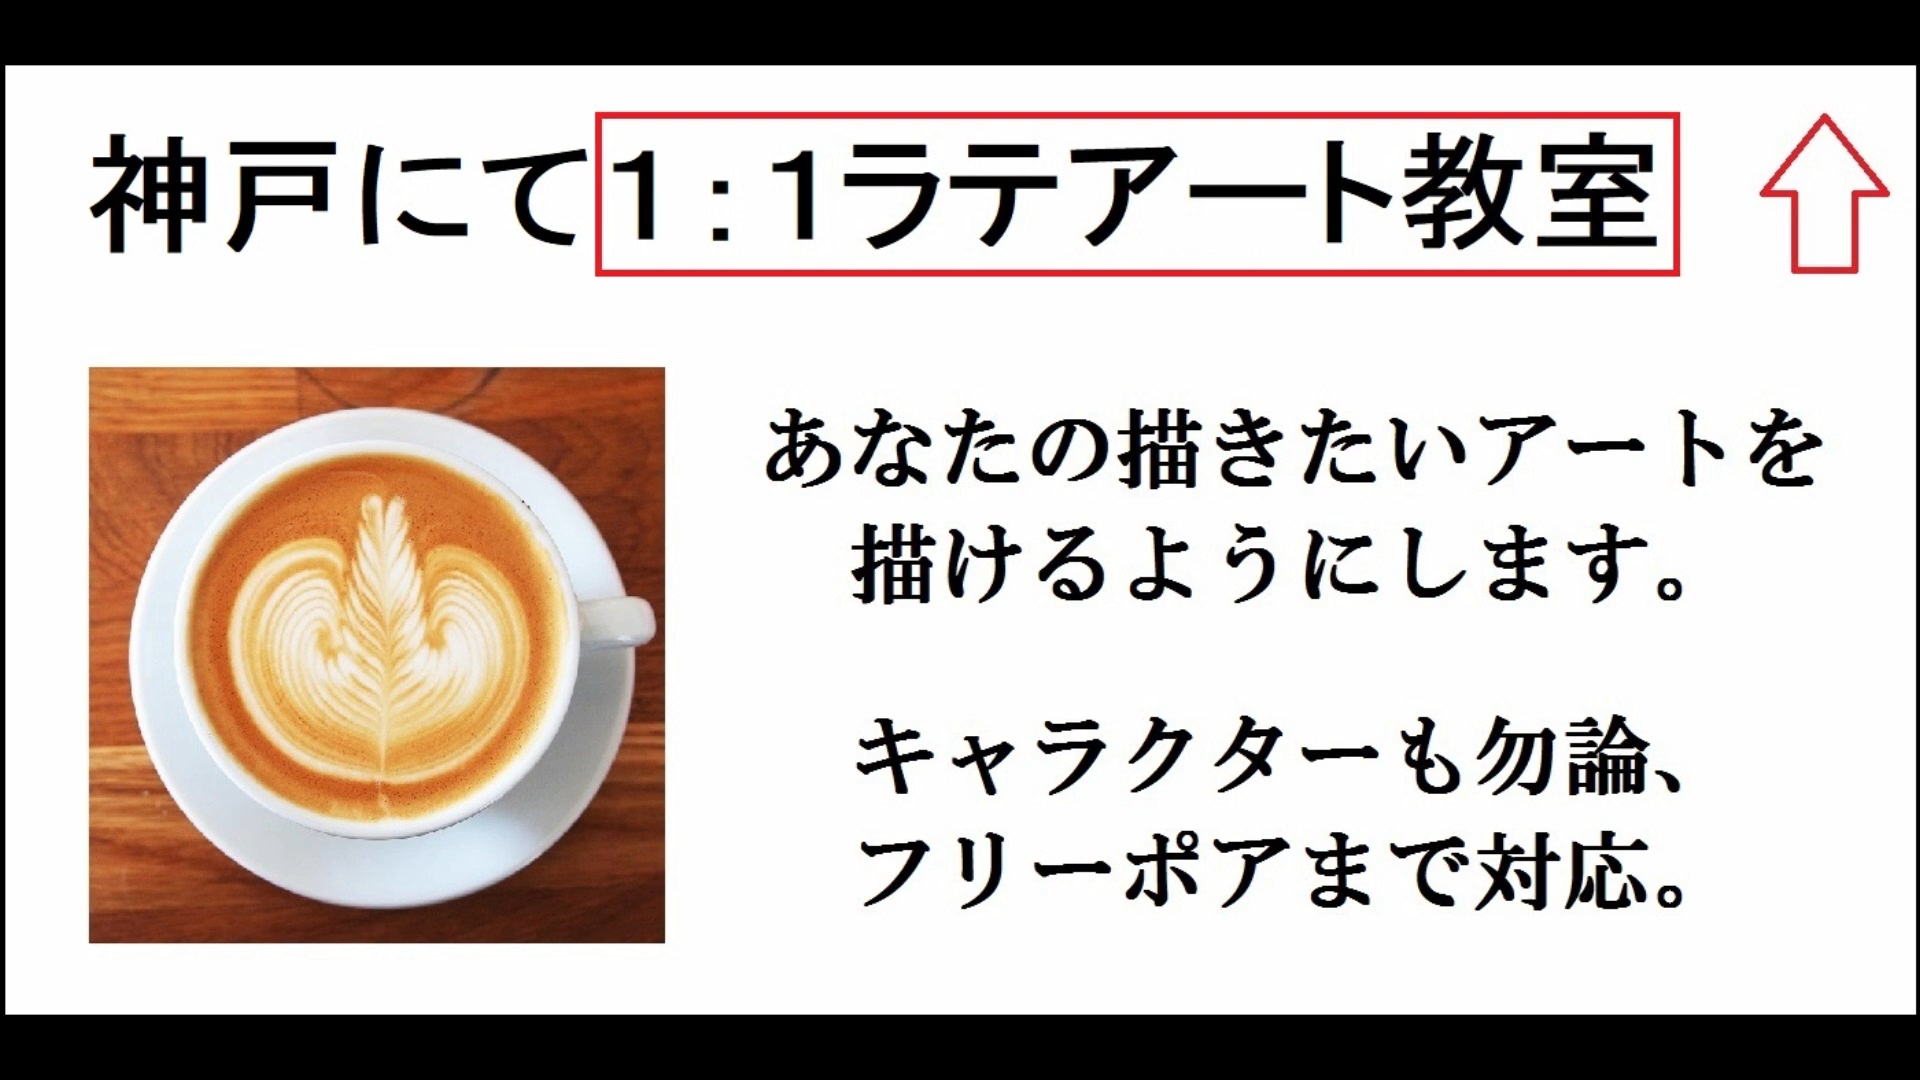 神戸にて１：１ラテアート教室
あなたの描きたいアートを
描けるようにします。
キャラクターも勿論、
フリーポアまで対応。